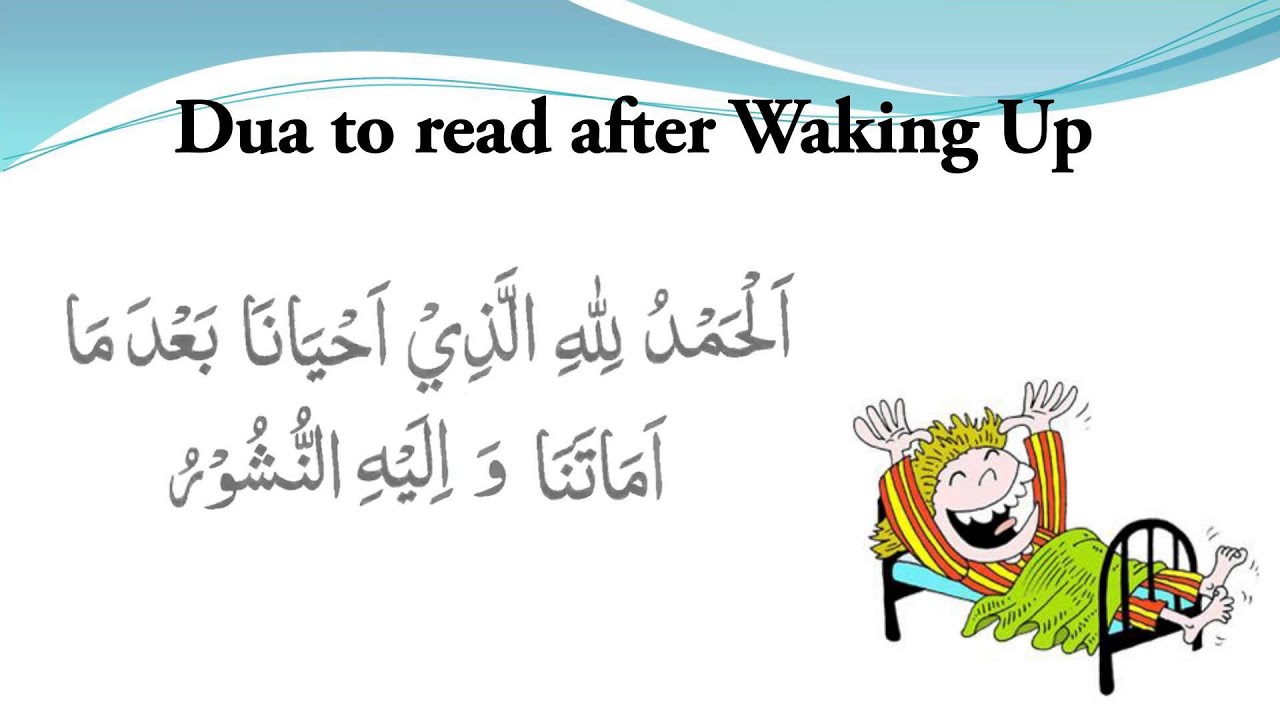 Dua to read after Waking Up
اَلْحَمْدُ لِلّٰهِ الَّذِيْ اَحْيَانَا بَعْدَ مَا
اَمَاتَنَا وَ اِلَيْهِ النُّشُوْرُ